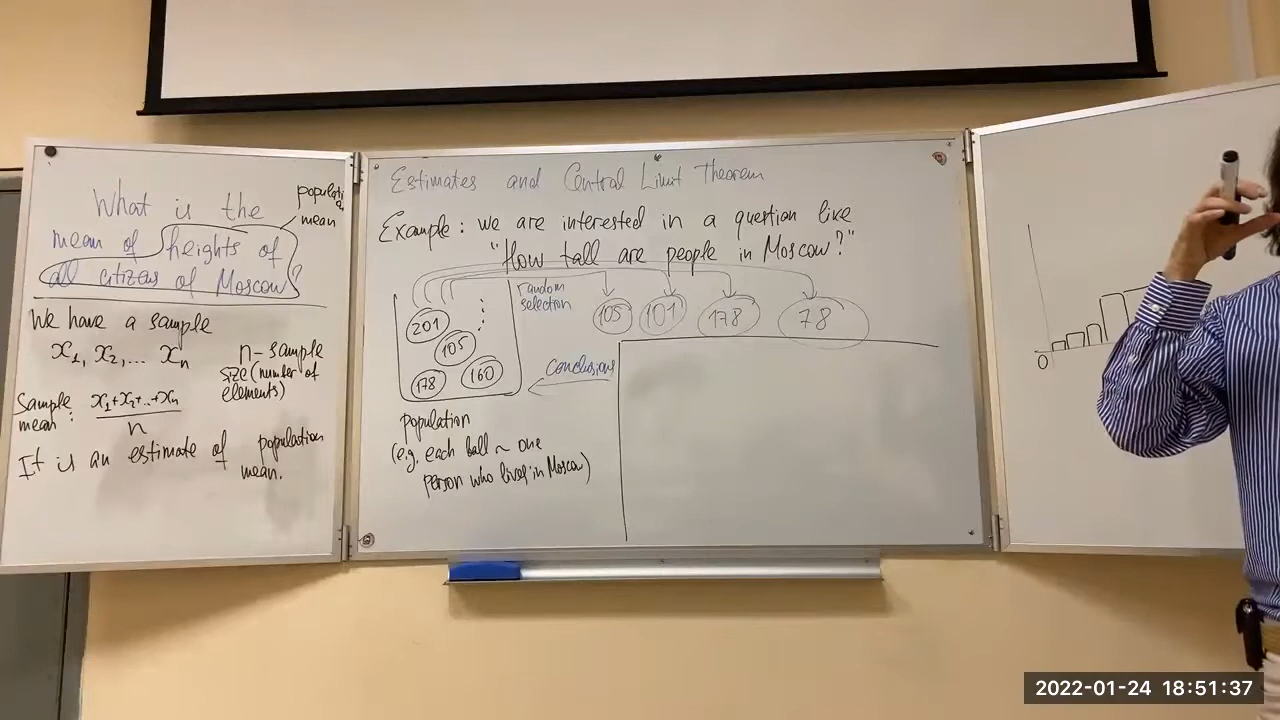 What is the
populati
mean
mean of heights of
all citizens of Moscow?
We have a sample
x₁, x₂, ... xₙ
n - sample
size (number of
elements)
Sample
mean:
x₁+x₂+...+xₙ
n
It is an estimate of population
mean.
Estimates and Central Limit Theorem
Example: we are interested in a question like
"How tall are people in Moscow?"
random
selection
201
105
178
160
105
101
178
78
conclusions
population
(e.g. each ball ~ one
person who lives in Moscow)
0
2022-01-24 18:51:37